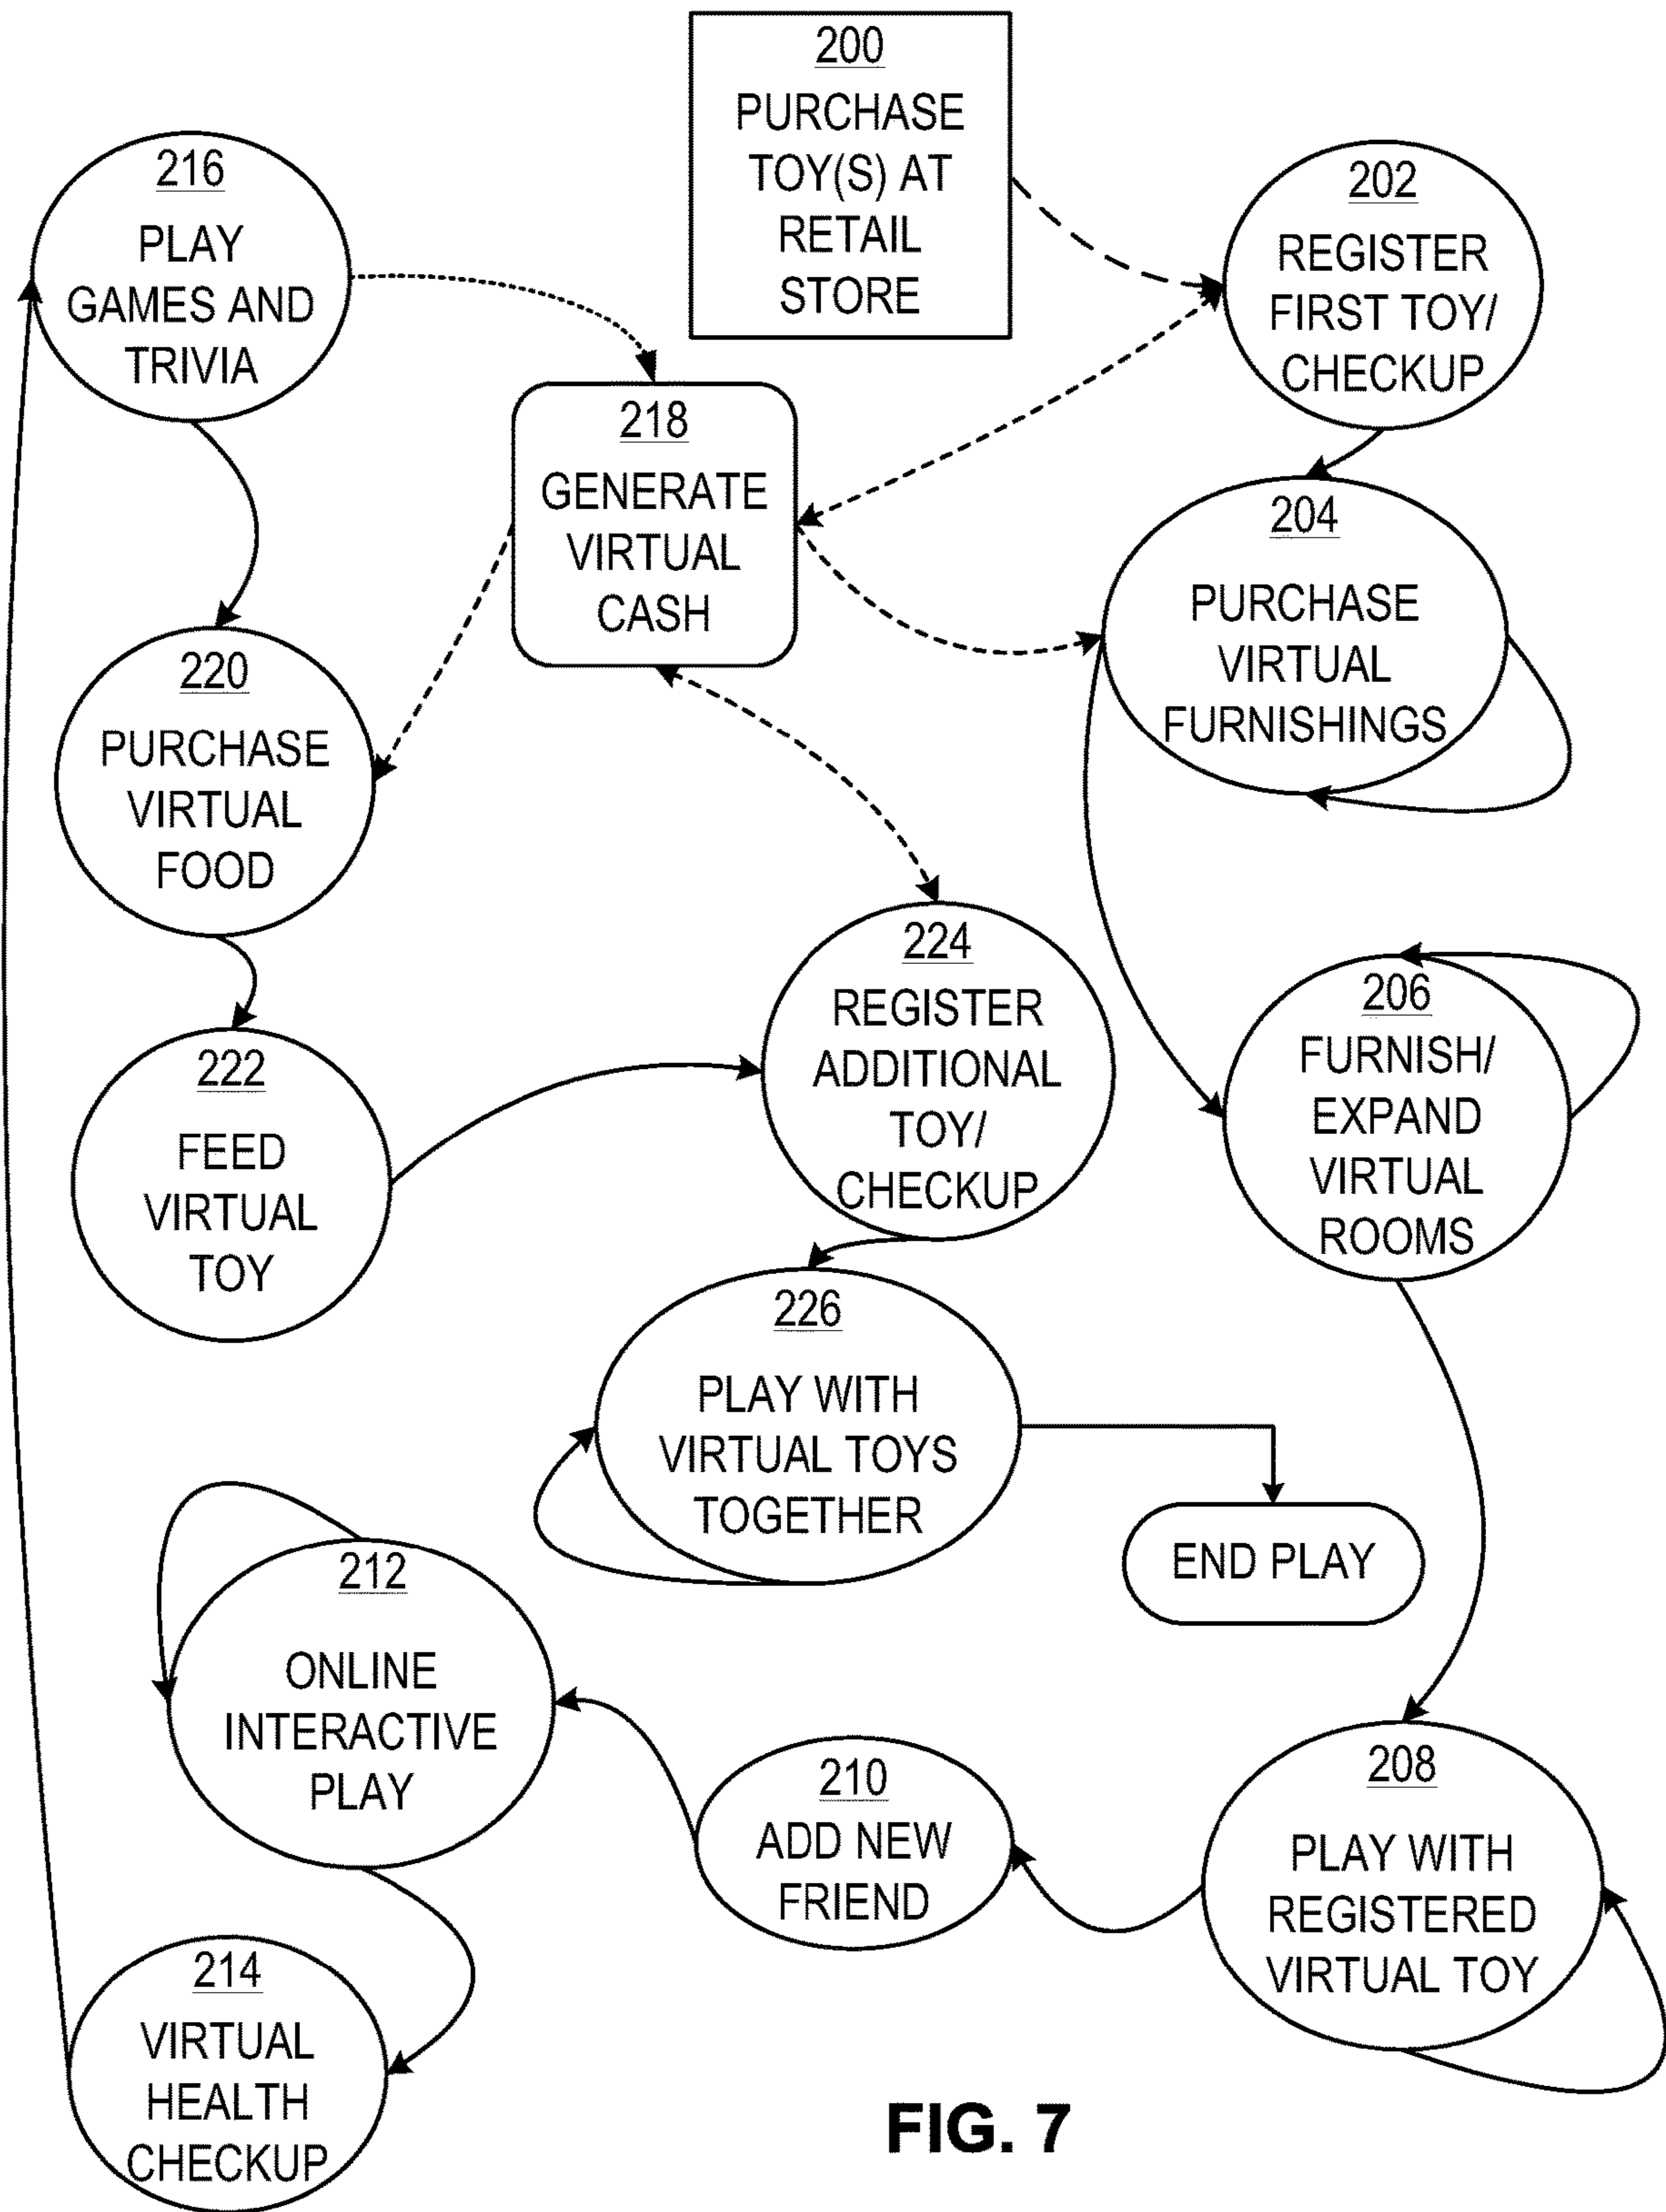 200
PURCHASE
TOY(S) AT
RETAIL
STORE
216
PLAY
GAMES AND
TRIVIA
202
REGISTER
FIRST TOY/
CHECKUP
218
GENERATE
VIRTUAL
CASH
204
PURCHASE
VIRTUAL
FURNISHINGS
220
PURCHASE
VIRTUAL
FOOD
224
REGISTER
ADDITIONAL
TOY/
CHECKUP
206
FURNISH/
EXPAND
VIRTUAL
ROOMS
222
FEED
VIRTUAL
TOY
226
PLAY WITH
VIRTUAL TOYS
TOGETHER
END PLAY
212
ONLINE
INTERACTIVE
PLAY
210
ADD NEW
FRIEND
208
PLAY WITH
REGISTERED
VIRTUAL TOY
214
VIRTUAL
HEALTH
CHECKUP
FIG. 7